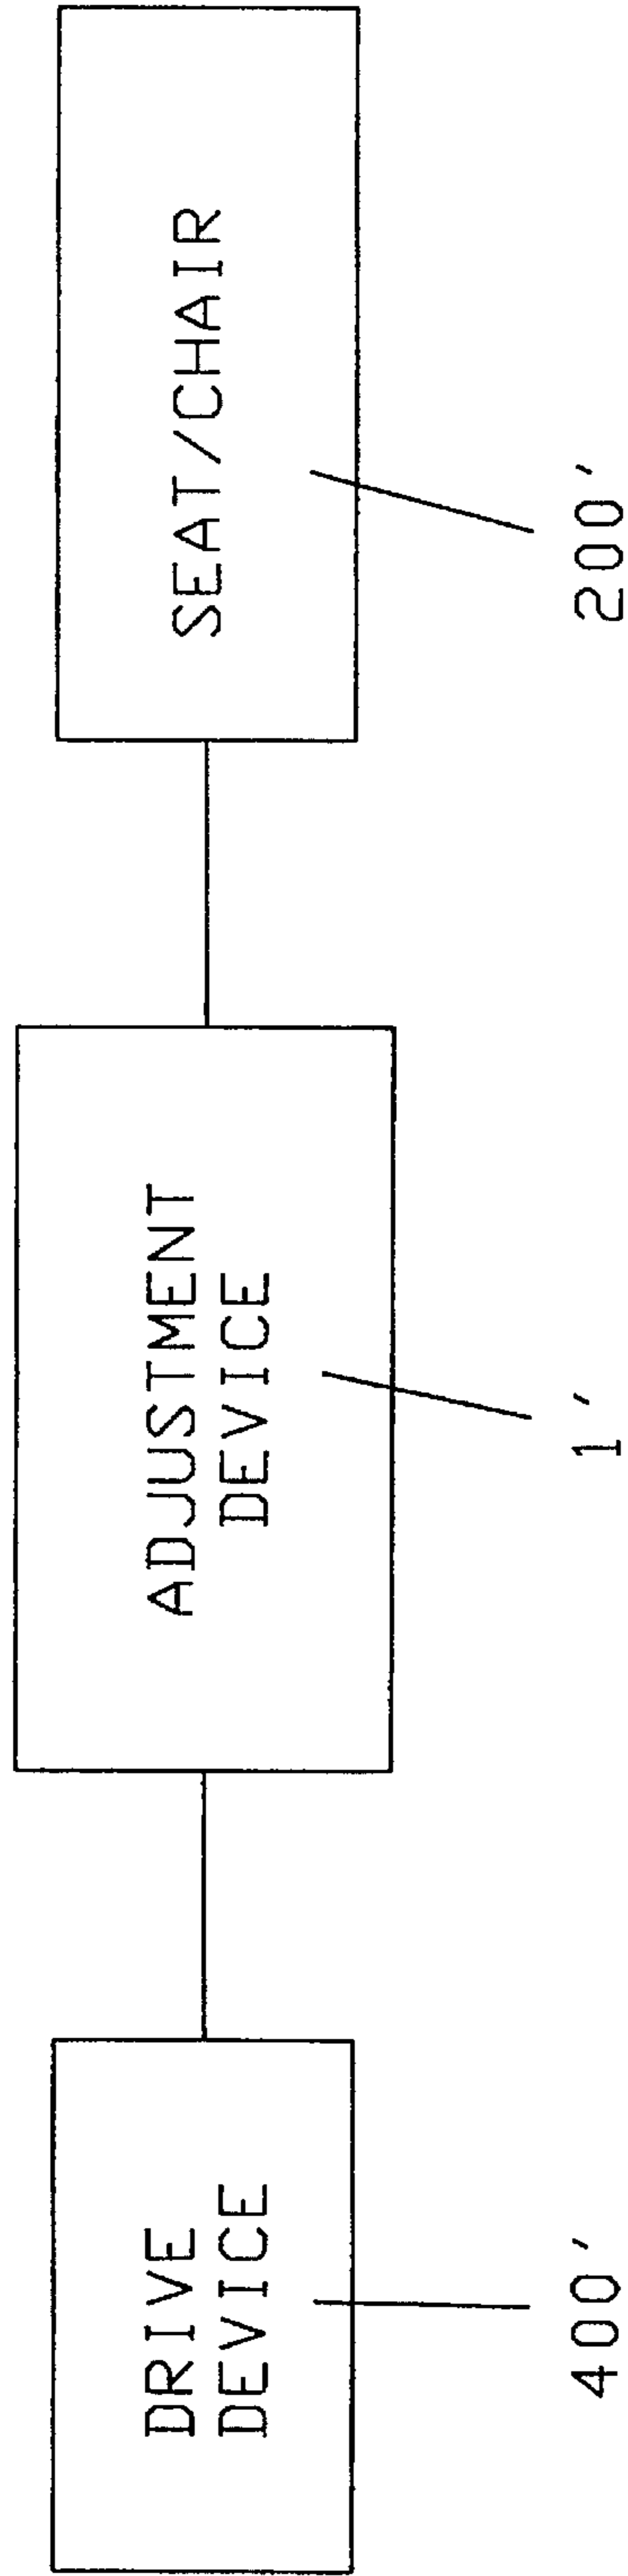 DRIVE
DEVICE
400'
ADJUSTMENT
DEVICE
1'
SEAT/CHAIR
200'